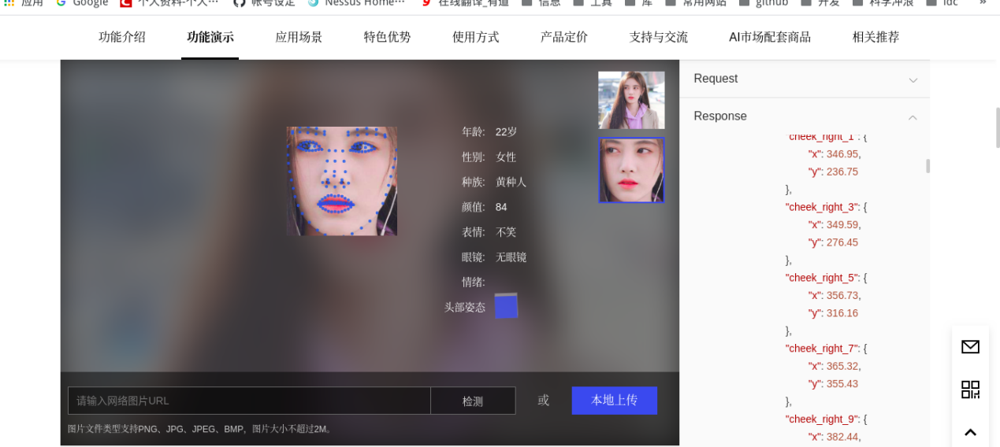 应用 Google 个人资料-个人… 帐号设定 Nessus Home… 在线翻译_有道 信息 工具 库 常用网站 github 开发 科学冲浪 idc »
功能介绍 功能演示 应用场景 特色优势 使用方式 产品定价 支持与交流 AI市场配套商品 相关推荐
年龄: 22岁
性别: 女性
种族: 黄种人
颜值: 84
表情: 不笑
眼镜: 无眼镜
情绪:
头部姿态
请输入网络图片URL 检测 或 本地上传
图片文件类型支持PNG、JPG、JPEG、BMP，图片大小不超过2M。
Request
Response
"cheek_right_1": {
"x": 346.95,
"y": 236.75
},
"cheek_right_3": {
"x": 349.59,
"y": 276.45
},
"cheek_right_5": {
"x": 356.73,
"y": 316.16
},
"cheek_right_7": {
"x": 365.32,
"y": 355.43
},
"cheek_right_9": {
"x": 382.44,